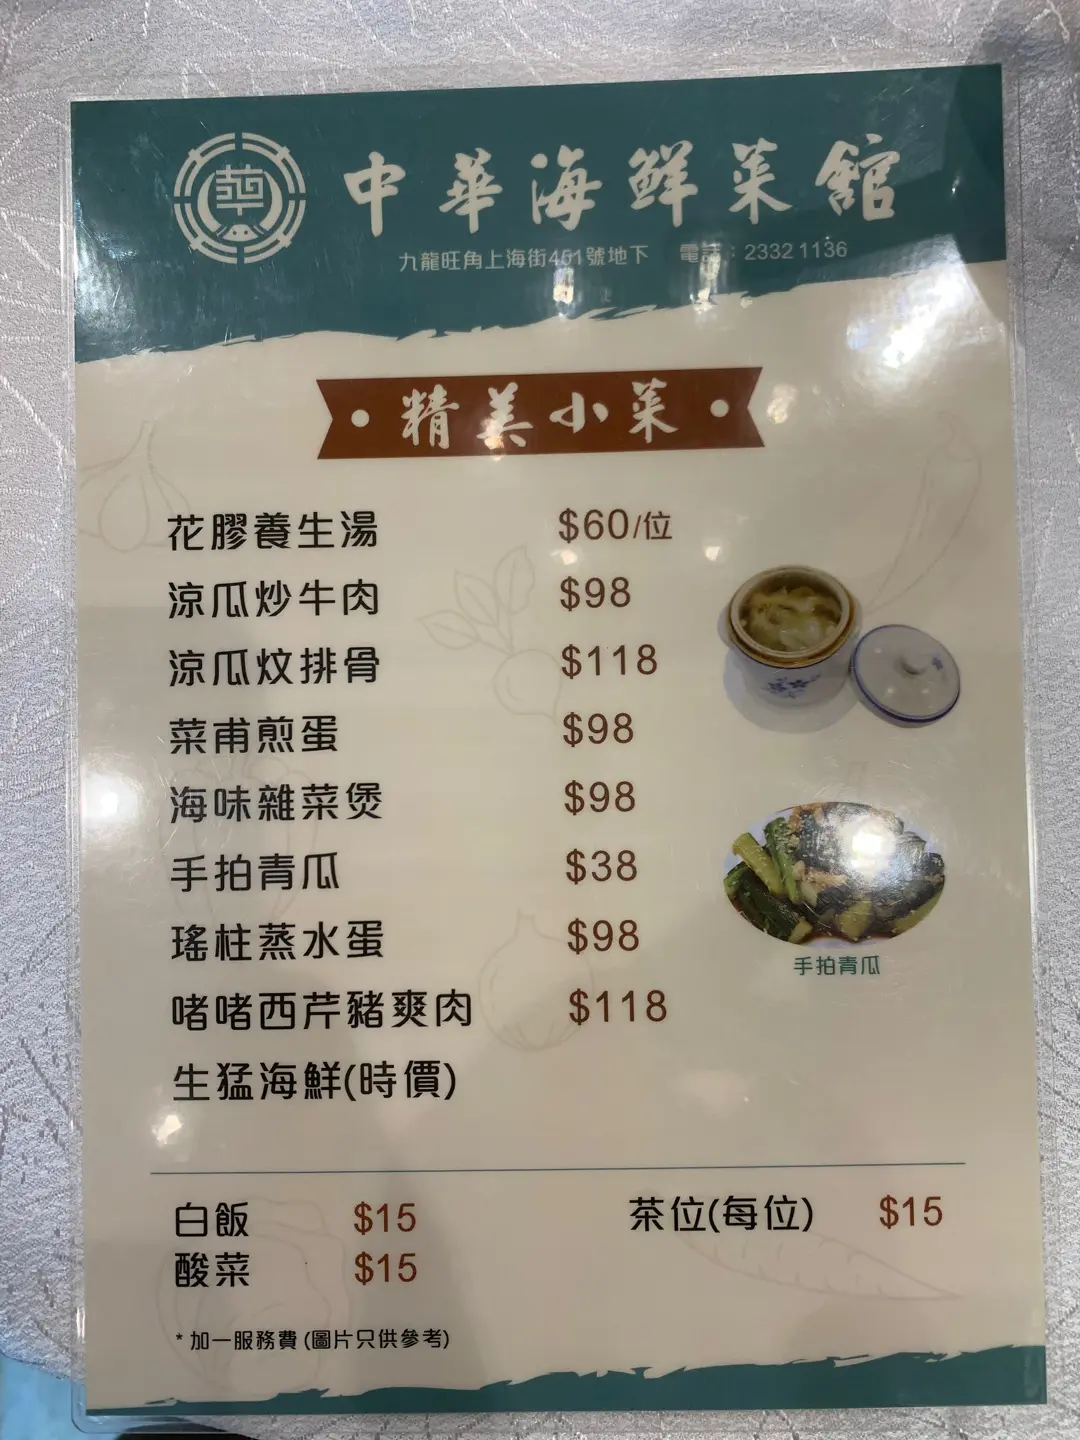 華
中華海鮮菜館
九龍旺角上海街451號地下 電話：2332 1136
精美小菜
花膠養生湯 $60/位
涼瓜炒牛肉 $98
涼瓜炆排骨 $118
菜甫煎蛋 $98
海味雜菜煲 $98
手拍青瓜 $38
瑤柱蒸水蛋 $98
啫啫西芹豬爽肉 $118
生猛海鮮(時價)
手拍青瓜
白飯 $15
酸菜 $15
茶位(每位) $15
* 加一服務費 (圖片只供參考)